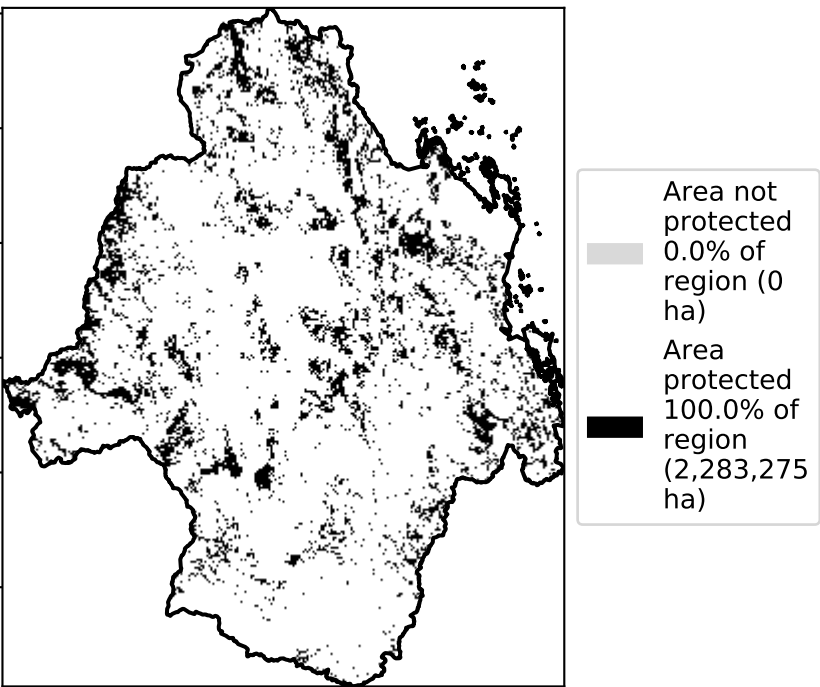 Area not
protected
0.0% of
region (0
ha)
Area
protected
100.0% of
region
(2,283,275
ha)